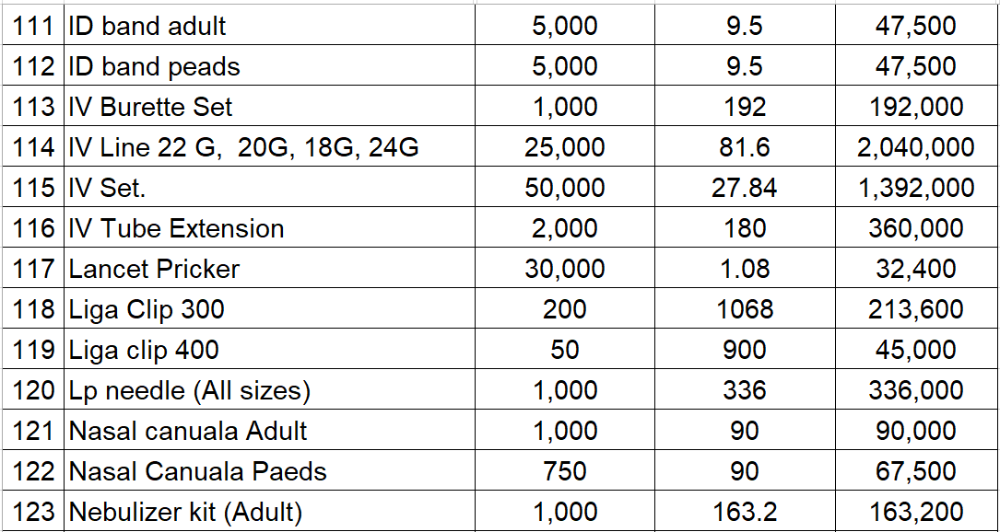 111 ID band adult 5,000 9.5 47,500
112 ID band peads 5,000 9.5 47,500
113 IV Burette Set 1,000 192 192,000
114 IV Line 22 G,  20G, 18G, 24G 25,000 81.6 2,040,000
115 IV Set. 50,000 27.84 1,392,000
116 IV Tube Extension 2,000 180 360,000
117 Lancet Pricker 30,000 1.08 32,400
118 Liga Clip 300 200 1068 213,600
119 Liga clip 400 50 900 45,000
120 Lp needle (All sizes) 1,000 336 336,000
121 Nasal canuala Adult 1,000 90 90,000
122 Nasal Canuala Paeds 750 90 67,500
123 Nebulizer kit (Adult) 1,000 163.2 163,200